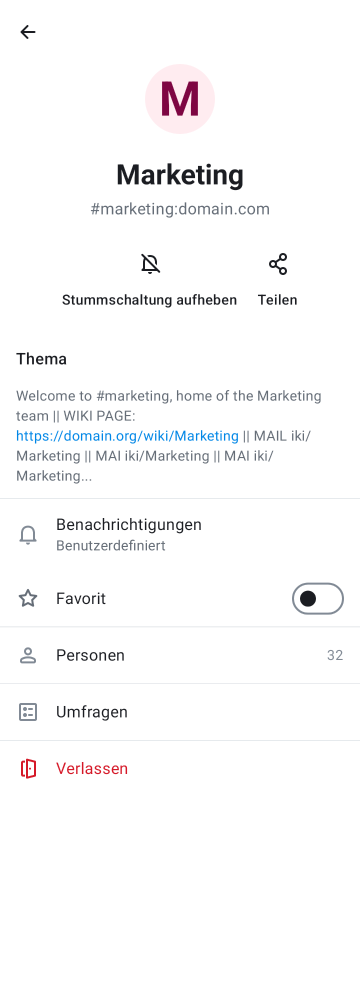 M
Marketing
#marketing:domain.com
Stummschaltung aufheben
Teilen
Thema
Welcome to #marketing, home of the Marketing
team || WIKI PAGE:
https://domain.org/wiki/Marketing || MAIL iki/
Marketing || MAI iki/Marketing || MAI iki/
Marketing...
Benachrichtigungen
Benutzerdefiniert
Favorit
Personen 32
Umfragen
Verlassen